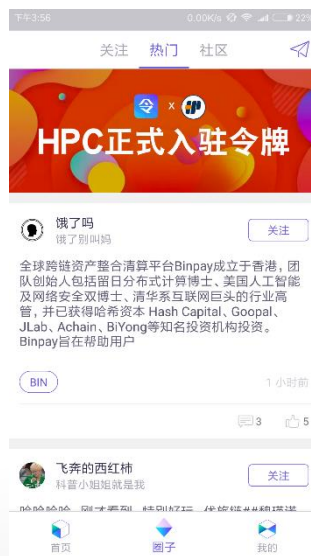 下午3:56 0.00K/s 22%
关注 热门 社区
令 x
HPC正式入驻令牌
饿了吗
饿了别叫妈
关注
全球跨链资产整合清算平台Binpay成立于香港，团
队创始人包括留日分布式计算博士、美国人工智能
及网络安全双博士、清华系互联网巨头的行业高
管，并已获得哈希资本 Hash Capital、Goopal、
JLab、Achain、BiYong等知名投资机构投资。
Binpay旨在帮助用户
BIN 1 小时前
3 5
飞奔的西红柿
科普小姐姐就是我
关注
首页 圈子 我的